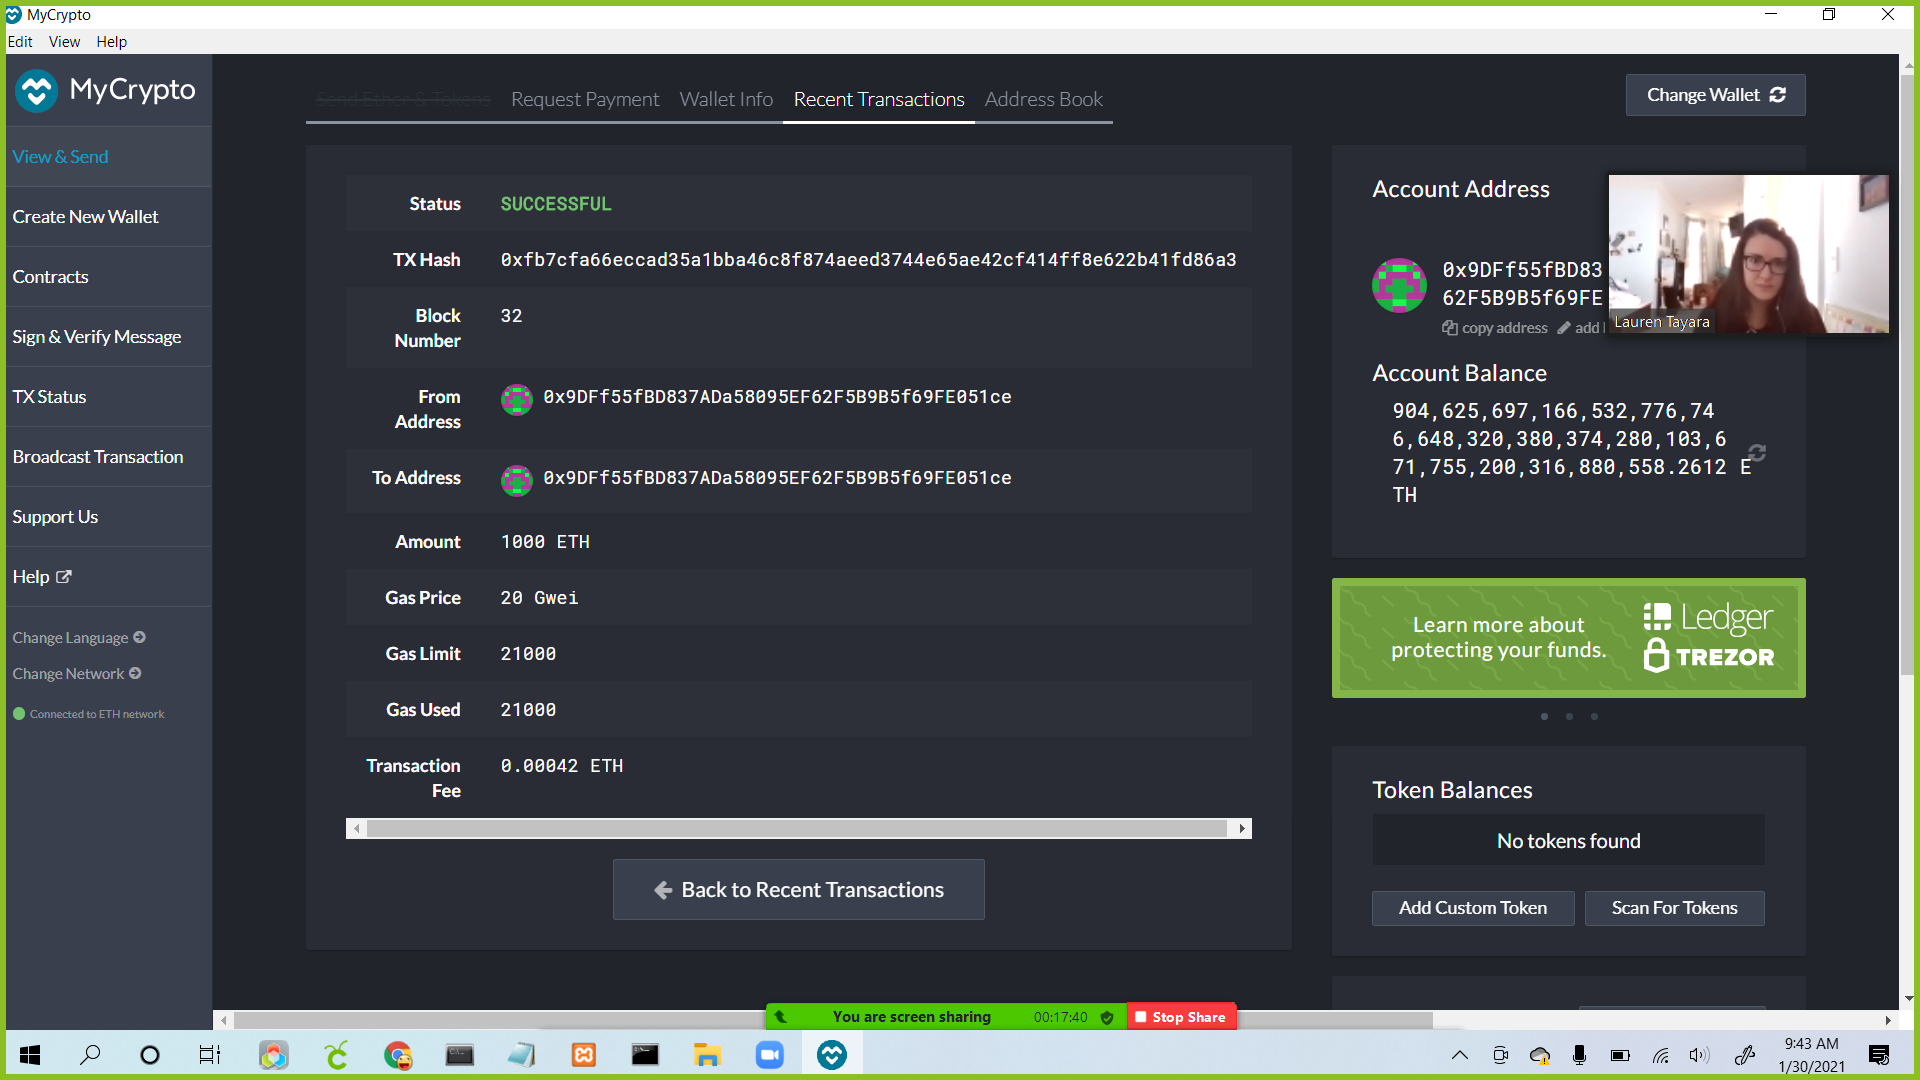 MyCrypto
Edit View Help
MyCrypto
Send Ether & Tokens Request Payment Wallet Info Recent Transactions Address Book
Change Wallet
View & Send
Create New Wallet
Contracts
Sign & Verify Message
TX Status
Broadcast Transaction
Support Us
Help
Change Language
Change Network
Connected to ETH network
Status SUCCESSFUL
TX Hash 0xfb7cfa66eccad35a1bba46c8f874aeed3744e65ae42cf414ff8e622b41fd86a3
Block
Number
32
From
Address
0x9DFf55fBD837ADa58095EF62F5B9B5f69FE051ce
To Address 0x9DFf55fBD837ADa58095EF62F5B9B5f69FE051ce
Amount 1000 ETH
Gas Price 20 Gwei
Gas Limit 21000
Gas Used 21000
Transaction
Fee
0.00042 ETH
Back to Recent Transactions
Account Address
0x9DFf55fBD83
62F5B9B5f69FE
copy address add
Lauren Tayara
Account Balance
904,625,697,166,532,776,74
6,648,320,380,374,280,103,6
71,755,200,316,880,558.2612 E
TH
Learn more about
protecting your funds.
Ledger
TREZOR
Token Balances
No tokens found
Add Custom Token Scan For Tokens
You are screen sharing 00:17:40 Stop Share
9:43 AM
1/30/2021